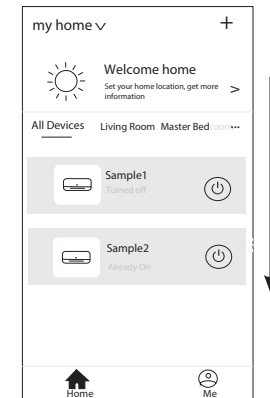 my home
Welcome home
Set your home location, get more
information
All Devices Living Room Master Bedroom
Sample1
Turned off
Sample2
Already On
Home Me